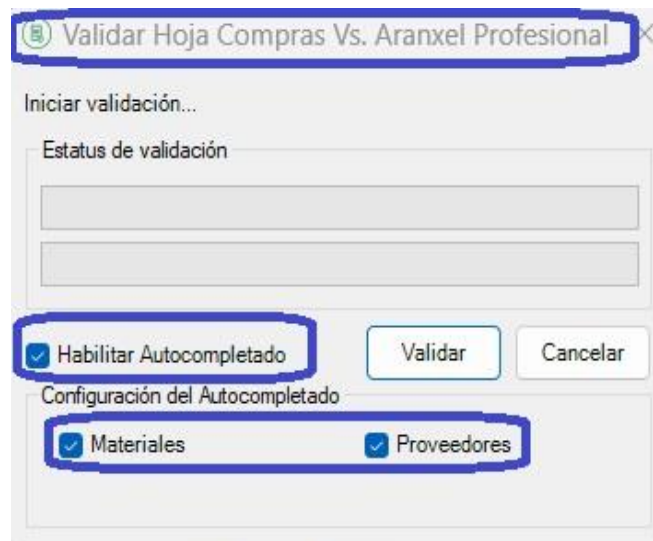 Validar Hoja Compras Vs. Aranxel Profesional
Iniciar validación...
Estatus de validación
Habilitar Autocompletado
Validar
Cancelar
Configuración del Autocompletado
Materiales
Proveedores